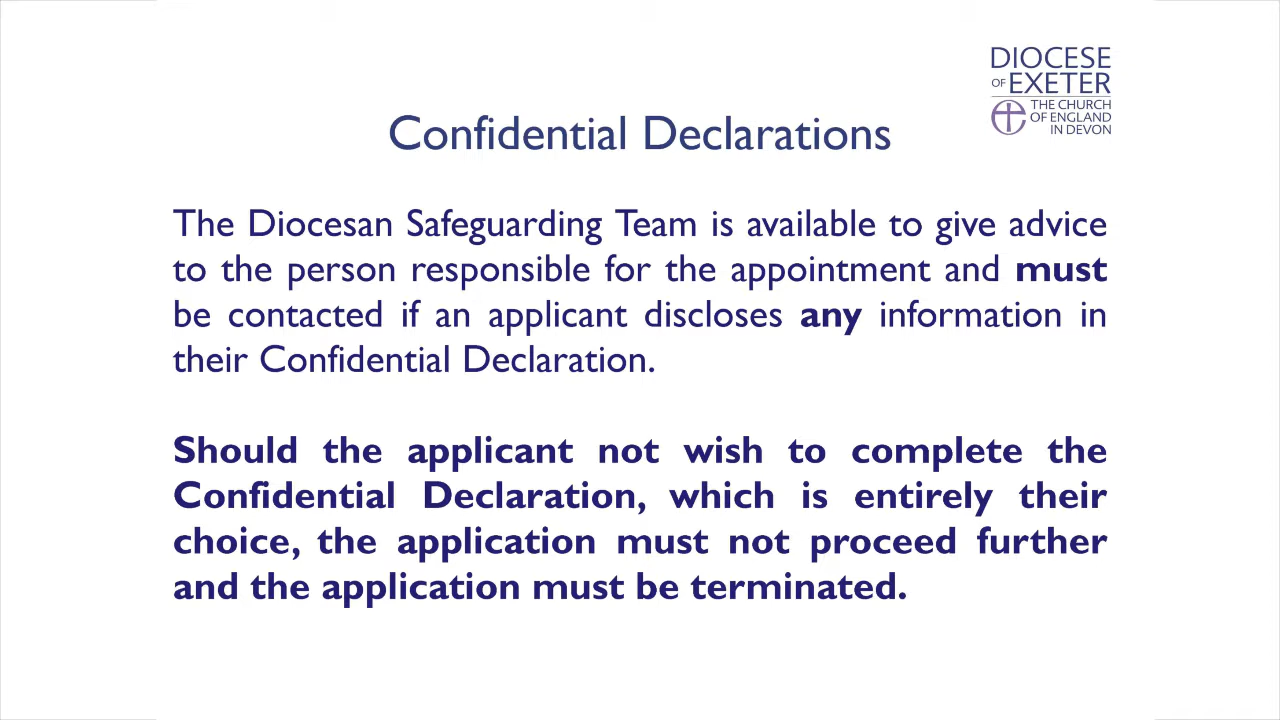 DIOCESE
OF EXETER
THE CHURCH
OF ENGLAND
IN DEVON
Confidential Declarations
The Diocesan Safeguarding Team is available to give advice
to the person responsible for the appointment and must
be contacted if an applicant discloses any information in
their Confidential Declaration.
Should the applicant not wish to complete the
Confidential Declaration, which is entirely their
choice, the application must not proceed further
and the application must be terminated.